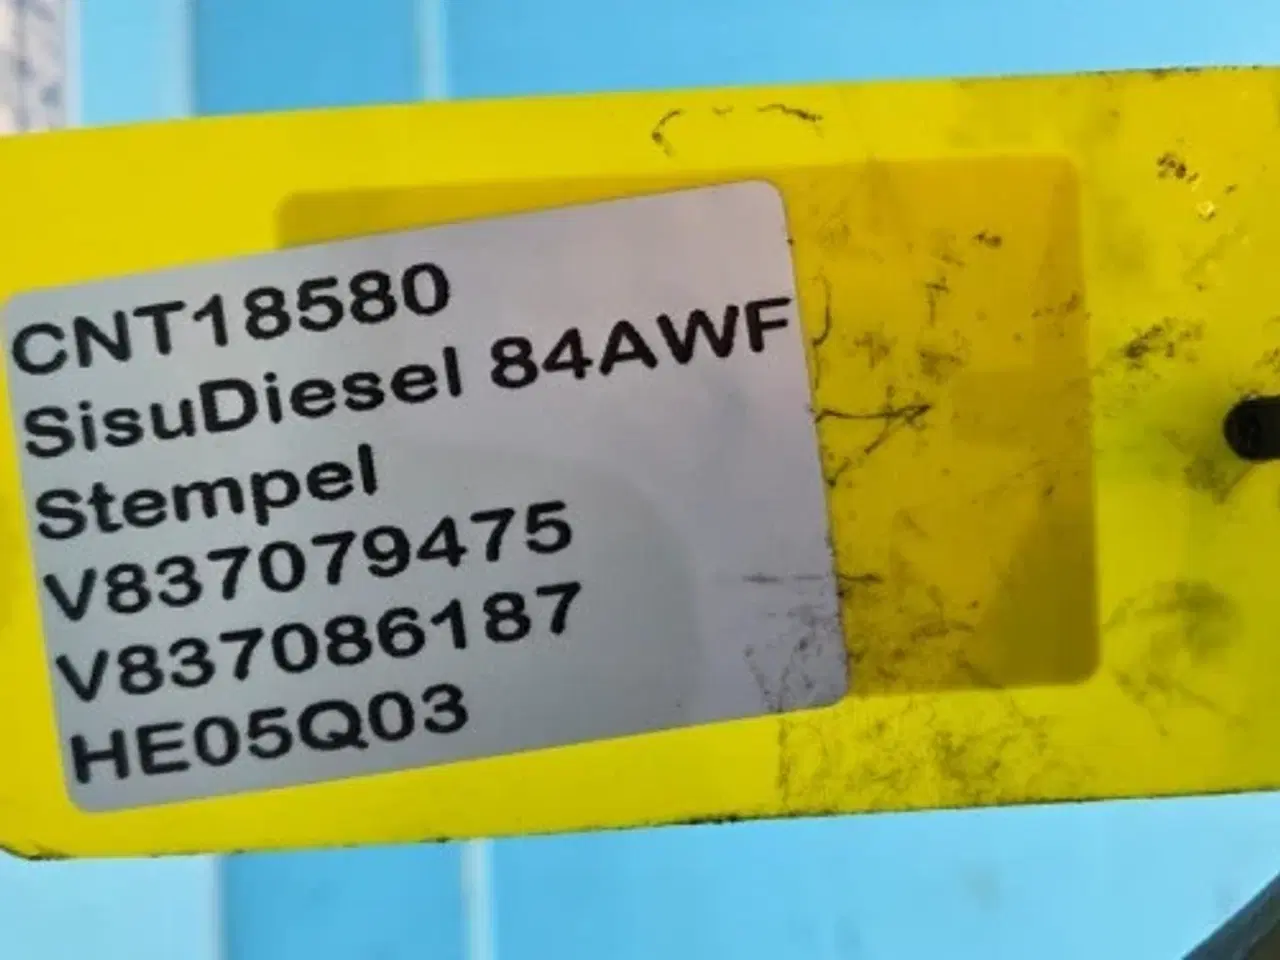 CNT18580
SisuDiesel 84AWF
Stempel
V837079475
V837086187
HE05Q03